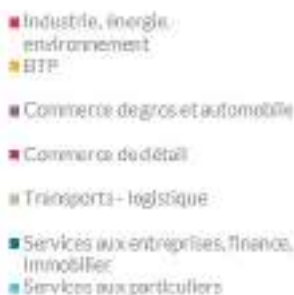 Industrie, énergie,
environnement
BTP
Commerce de gros et automobile
Commerce de détail
Transports - logistique
Services aux entreprises, finance,
immobilier
Services aux particuliers